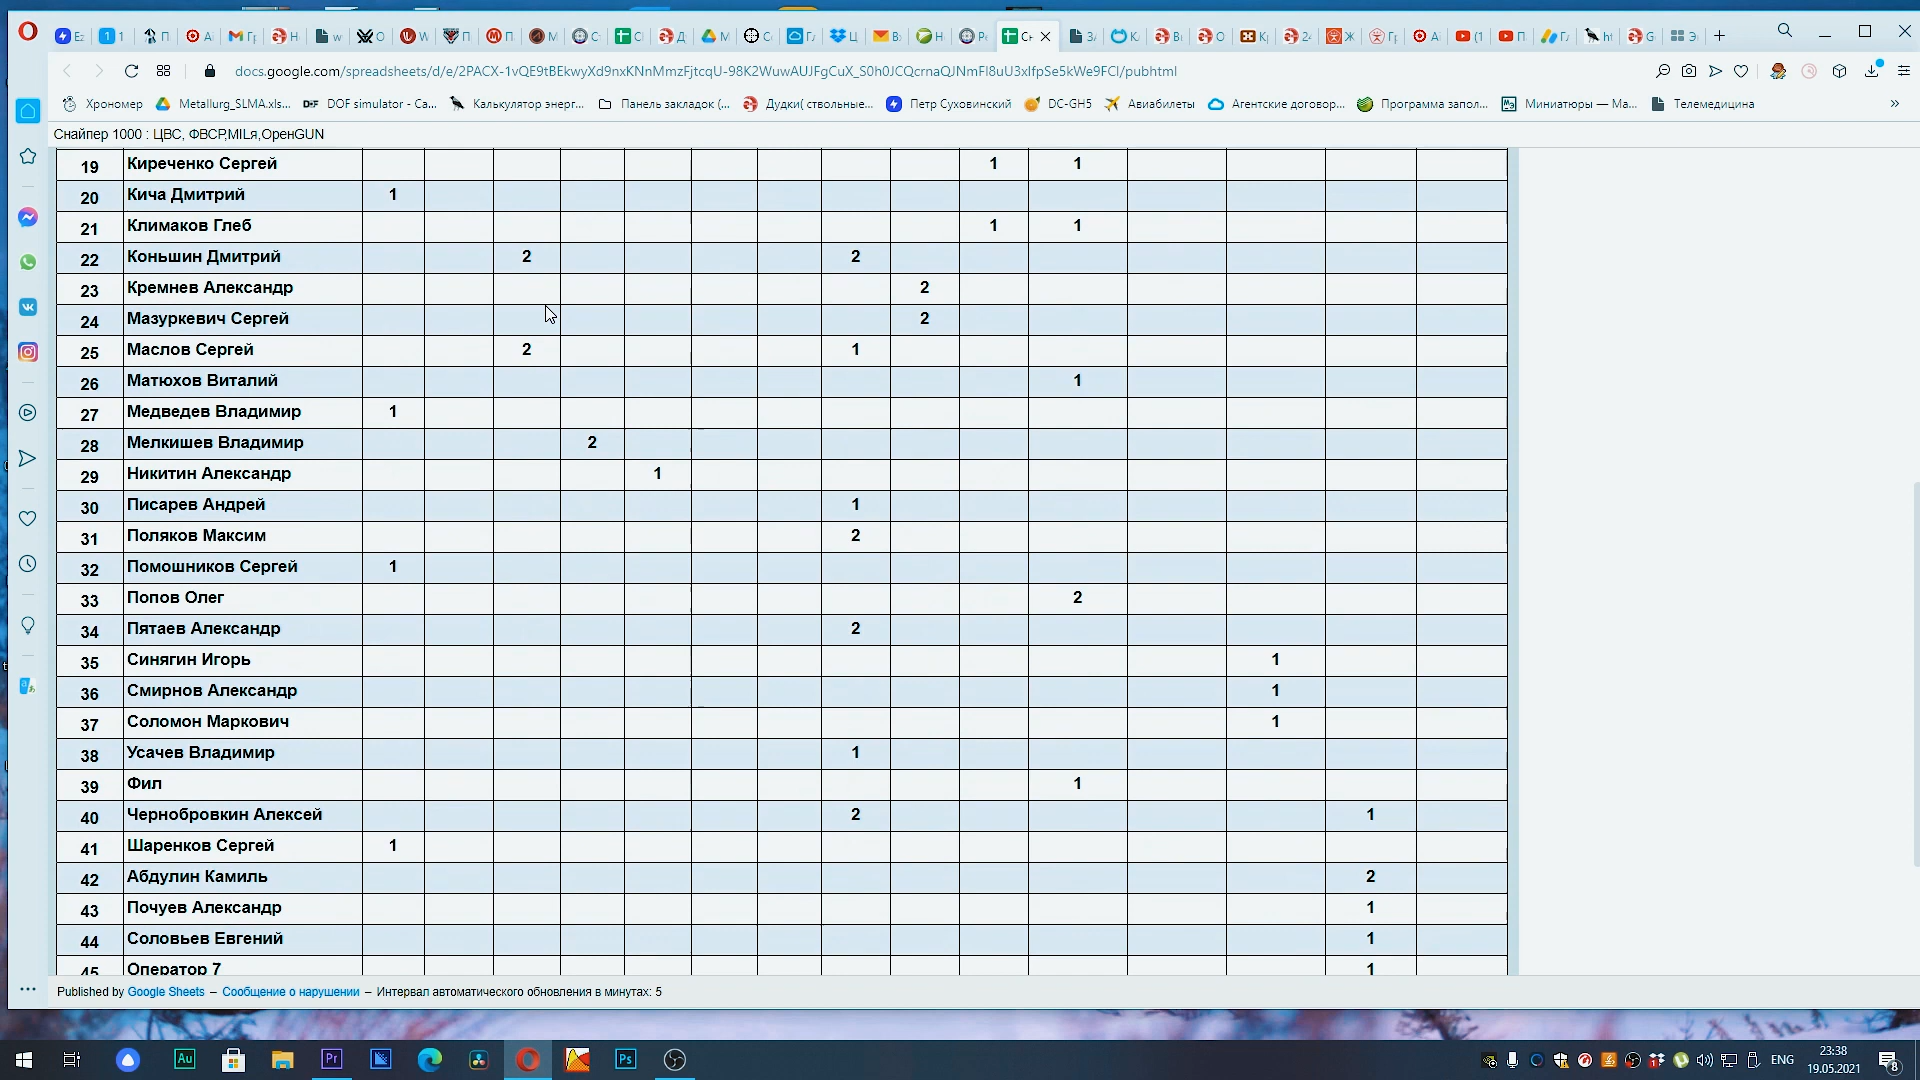 docs.google.com/spreadsheets/d/e/2PACX-1vQE9tBEkwyXd9nxKNnMmzFjtcqU-98K2WuwAUJFgCuX_S0h0JCQcrnaQJNmFl8uU3xIfpSe5kWe9FCl/pubhtml
Хрономер Metallurg_SLMA.xls... DOF simulator - Ca... Калькулятор энерг... Панель закладок (... Дудки( ствольные... Петр Суховинский DC-GH5 Авиабилеты Агентские договор... Программа запол... Миниатюры — Ма... Телемедицина »
Снайпер 1000 : ЦВС, ФВСР,MILя,ОренGUN
19 Киреченко Сергей 1 1
20 Кича Дмитрий 1
21 Климаков Глеб 1 1
22 Коньшин Дмитрий 2 2
23 Кремнев Александр 2
24 Мазуркевич Сергей 2
25 Маслов Сергей 2 1
26 Матюхов Виталий 1
27 Медведев Владимир 1
28 Мелкишев Владимир 2
29 Никитин Александр 1
30 Писарев Андрей 1
31 Поляков Максим 2
32 Помошников Сергей 1
33 Попов Олег 2
34 Пятаев Александр 2
35 Синягин Игорь 1
36 Смирнов Александр 1
37 Соломон Маркович 1
38 Усачев Владимир 1
39 Фил 1
40 Чернобровкин Алексей 2 1
41 Шаренков Сергей 1
42 Абдулин Камиль 2
43 Почуев Александр 1
44 Соловьев Евгений 1
45 Оператор 7 1
Published by Google Sheets – Сообщение о нарушении – Интервал автоматического обновления в минутах: 5
Au Pr Ps ENG 23:38
19.05.2021 8